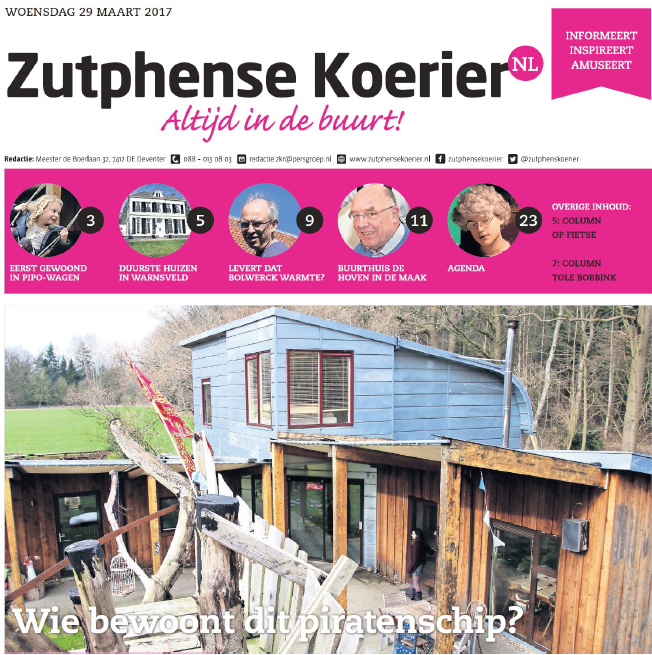 WOENSDAG 29 MAART 2017
INFORMEERT
INSPIREERT
AMUSEERT
Zutphense Koerier NL
Altijd in de buurt!
Redactie: Meester de Boerlaan 32, 7412 DE Deventer 088 - 013 08 03 redactie.zkr@persgroep.nl www.zutphensekoerier.nl zutphensekoerier @zutphenskoerier
3
5
9
11
23
EERST GEWOOND
IN PIPO-WAGEN
DUURSTE HUIZEN
IN WARNSVELD
LEVERT DAT
BOLWERCK WARMTE?
BUURTHUIS DE
HOVEN IN DE MAAK
AGENDA
OVERIGE INHOUD:
5: COLUMN
OP FIETSE
7: COLUMN
TOLE BOBBINK
Wie bewoont dit piratenschip?